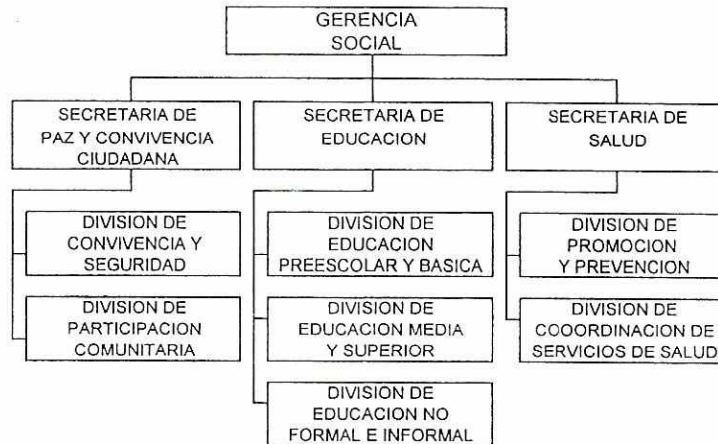 GERENCIA
SOCIAL
SECRETARIA DE
PAZ Y CONVIVENCIA
CIUDADANA
SECRETARIA DE
EDUCACION
SECRETARIA DE
SALUD
DIVISION DE
CONVIVENCIA Y
SEGURIDAD
DIVISION DE
PARTICIPACION
COMUNITARIA
DIVISION DE
EDUCACION
PREESCOLAR Y BASICA
DIVISION DE
EDUCACION MEDIA
Y SUPERIOR
DIVISION DE
EDUCACION NO
FORMAL E INFORMAL
DIVISION DE
PROMOCION
Y PREVENCION
DIVISION DE
COOORDINACION DE
SERVICIOS DE SALUD